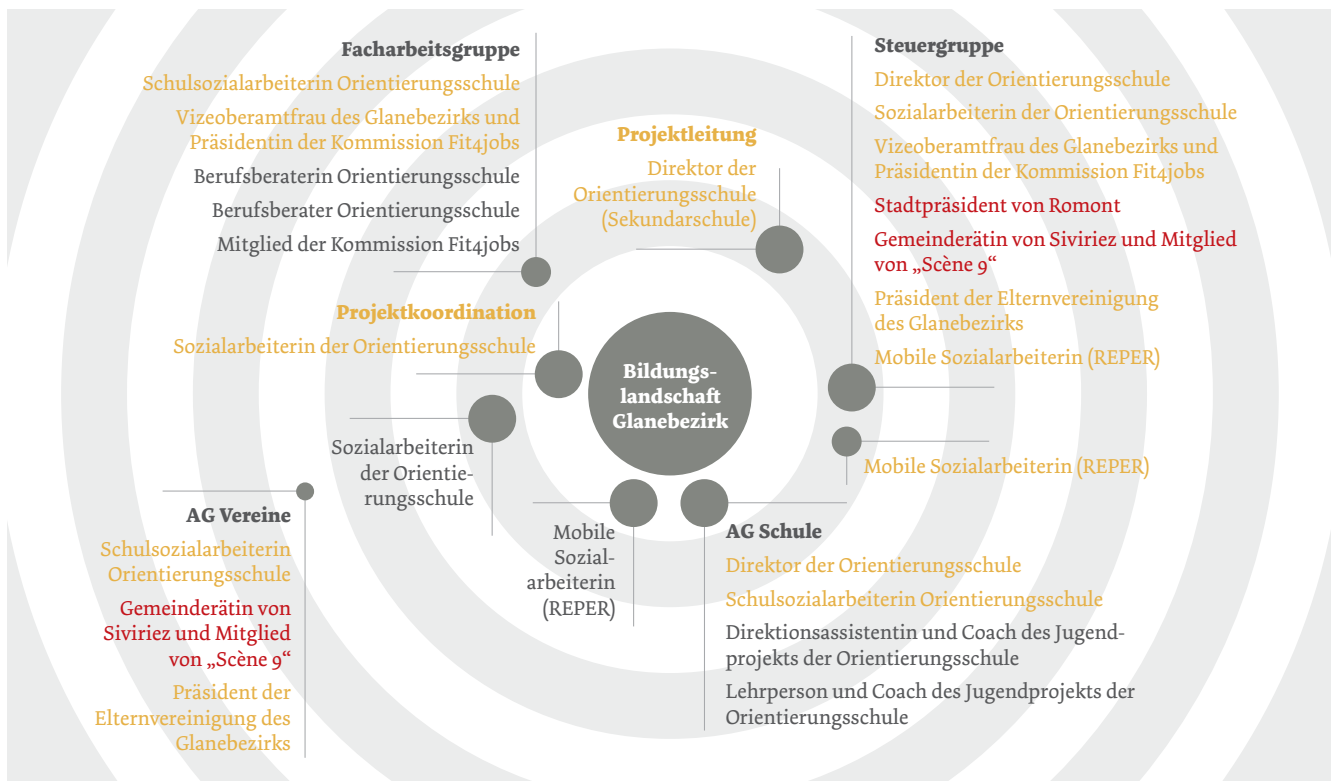 Facharbeitsgruppe
Schulsozialarbeiterin Orientierungsschule
Vizeoberamtfrau des Glanebezirks und
Präsidentin der Kommission Fit4jobs
Berufsberaterin Orientierungsschule
Berufsberater Orientierungsschule
Mitglied der Kommission Fit4jobs
Projektleitung
Direktor der
Orientierungsschule
(Sekundarschule)
Steuergruppe
Direktor der Orientierungsschule
Sozialarbeiterin der Orientierungsschule
Vizeoberamtfrau des Glanebezirks und
Präsidentin der Kommission Fit4jobs
Stadtpräsident von Romont
Gemeinderätin von Siviriez und Mitglied
von „Scène 9“
Präsident der Elternvereinigung
des Glanebezirks
Mobile Sozialarbeiterin (REPER)
Projektkoordination
Sozialarbeiterin der Orientierungsschule
Bildungs-
landschaft
Glanebezirk
Sozialarbeiterin
der Orientie-
rungsschule
Mobile Sozialarbeiterin (REPER)
AG Vereine
Schulsozialarbeiterin
Orientierungsschule
Gemeinderätin von
Siviriez und Mitglied
von „Scène 9“
Präsident der
Elternvereinigung des
Glanebezirks
Mobile
Sozial-
arbeiterin
(REPER)
AG Schule
Direktor der Orientierungsschule
Schulsozialarbeiterin Orientierungsschule
Direktionsassistentin und Coach des Jugend-
projekts der Orientierungsschule
Lehrperson und Coach des Jugendprojekts der
Orientierungsschule